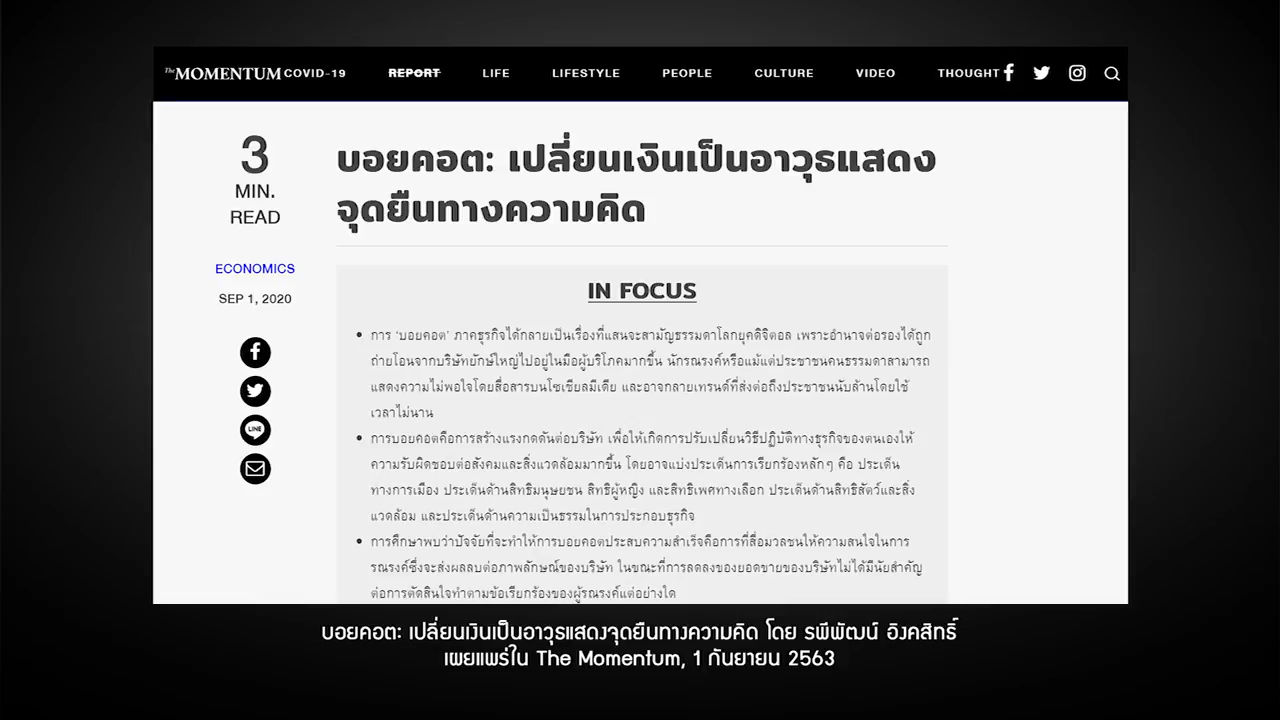 The MOMENTUM COVID-19 REPORT LIFE LIFESTYLE PEOPLE CULTURE VIDEO THOUGHT
3
MIN.
READ
ECONOMICS
SEP 1, 2020
LINE
บอยคอต: เปลี่ยนเงินเป็นอาวุธแสดง
จุดยืนทางความคิด
IN FOCUS
• การ ‘บอยคอต’ ภาคธุรกิจได้กลายเป็นเรื่องที่แสนจะสามัญธรรมดาโลกยุคดิจิตอล เพราะอำนาจต่อรองได้ถูก
ถ่ายโอนจากบริษัทยักษ์ใหญ่ไปอยู่ในมือผู้บริโภคมากขึ้น นักรณรงค์หรือแม้แต่ประชาชนคนธรรมดาสามารถ
แสดงความไม่พอใจโดยสื่อสารบนโซเชียลมีเดีย และอาจกลายเทรนด์ที่ส่งต่อถึงประชาชนนับล้านโดยใช้
เวลาไม่นาน
• การบอยคอตคือการสร้างแรงกดดันต่อบริษัท เพื่อให้เกิดการปรับเปลี่ยนวิธีปฏิบัติทางธุรกิจของตนเองให้
ความรับผิดชอบต่อสังคมและสิ่งแวดล้อมมากขึ้น โดยอาจแบ่งประเด็นการเรียกร้องหลักๆ คือ ประเด็น
ทางการเมือง ประเด็นด้านสิทธิมนุษยชน สิทธิผู้หญิง และสิทธิเพศทางเลือก ประเด็นด้านสิทธิสัตว์และสิ่ง
แวดล้อม และประเด็นด้านความเป็นธรรมในการประกอบธุรกิจ
• การศึกษาพบว่าปัจจัยที่จะทำให้การบอยคอตประสบความสำเร็จคือการที่สื่อมวลชนให้ความสนใจในการ
รณรงค์ซึ่งจะส่งผลลบต่อภาพลักษณ์ของบริษัท ในขณะที่การลดลงของยอดขายของบริษัทไม่ได้มีนัยสำคัญ
ต่อการตัดสินใจทำตามข้อเรียกร้องของผู้รณรงค์แต่อย่างใด
บอยคอต: เปลี่ยนเงินเป็นอาวุธแสดงจุดยืนทางความคิด โดย รพีพัฒน์ อิงคสิทธิ์
เผยแพร่ใน The Momentum, 1 กันยายน 2563